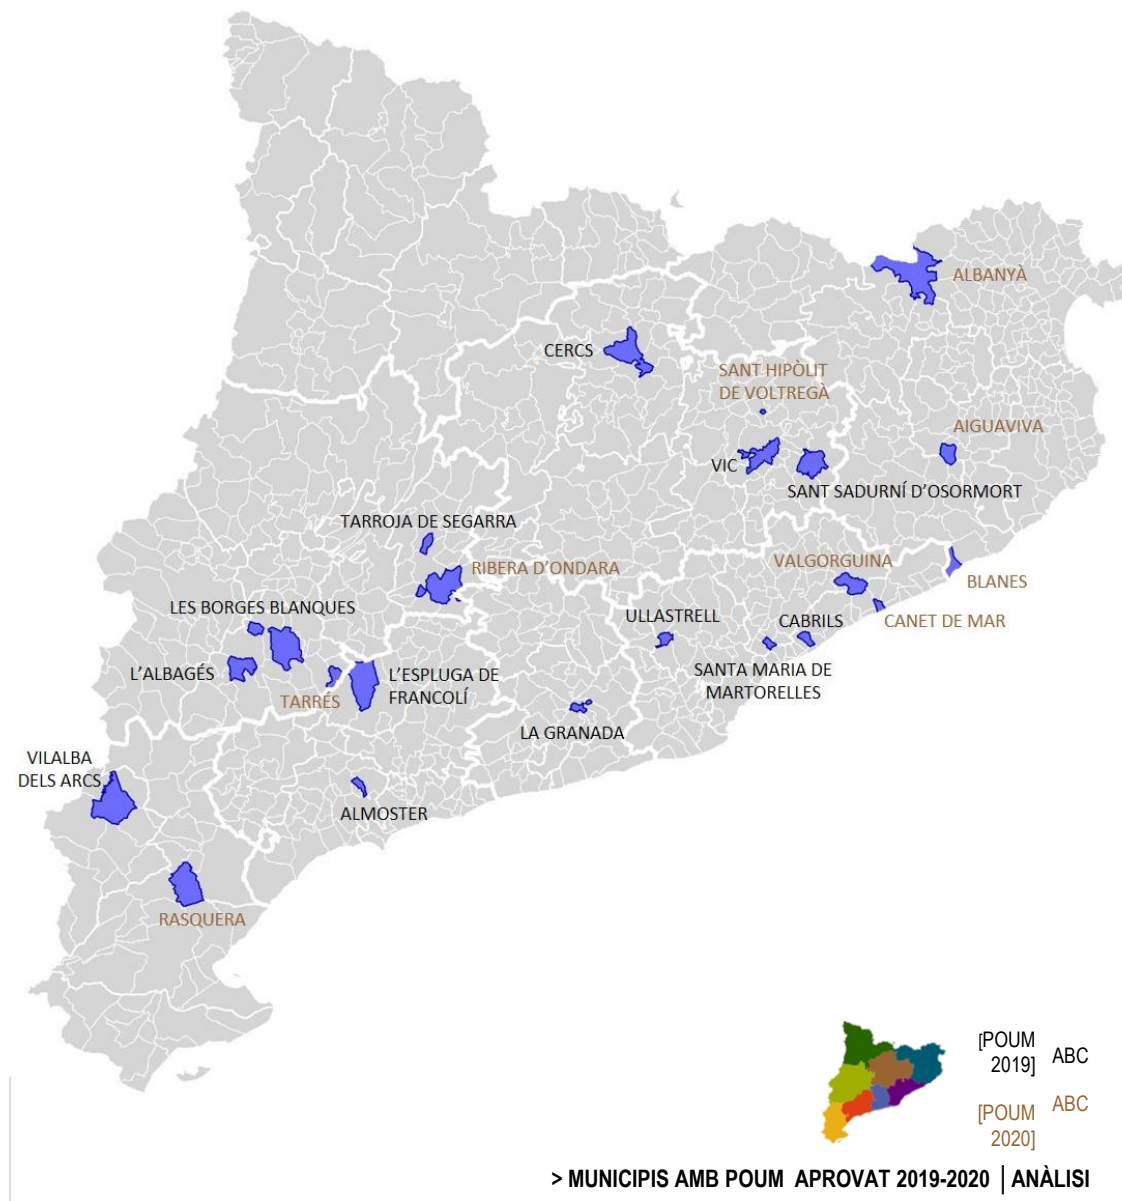 ALBANYÀ
CERCS
SANT HIPÒLIT
DE VOLTREGÀ
AIGUAVIVA
VIC
SANT SADURNÍ D'OSORMORT
TARROJA DE SEGARRA
RIBERA D'ONDARA
VALGORGUINA
BLANES
LES BORGES BLANQUES
ULLASTRELL
CABRILS
CANET DE MAR
L'ALBAGÉS
L'ESPLUGA DE
FRANCOLÍ
SANTA MARIA DE
MARTORELLES
TARRÉS
LA GRANADA
VILALBA
DELS ARCS
ALMOSTER
RASQUERA
[POUM
2019]
ABC
[POUM
2020]
ABC
> MUNICIPIS AMB POUM APROVAT 2019-2020 | ANÀLISI